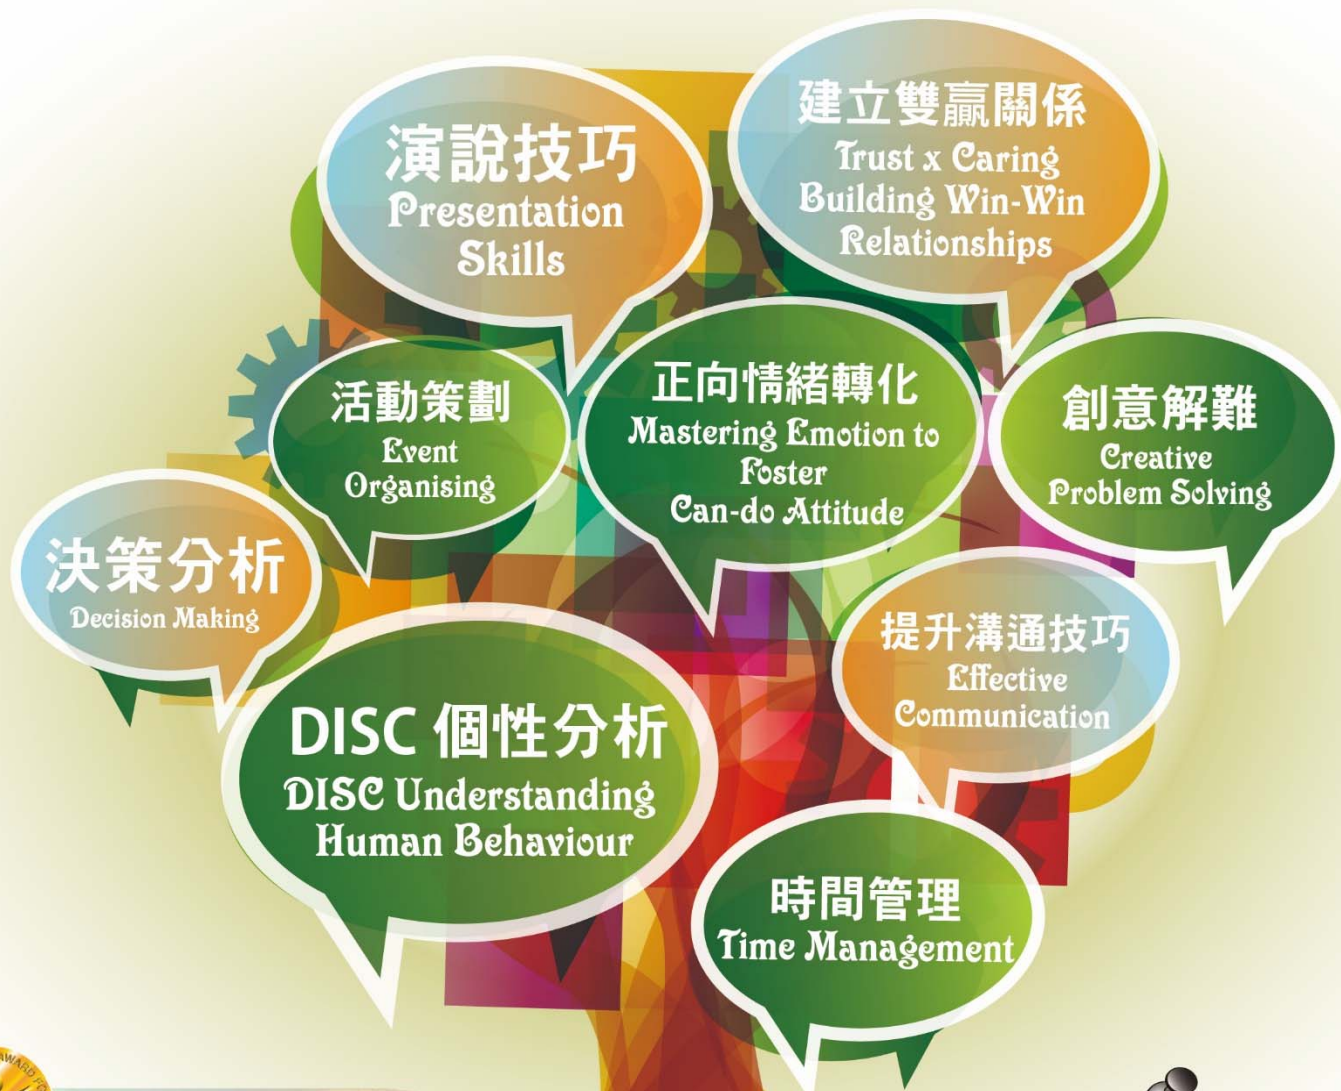 演說技巧
Presentation
Skills
建立雙贏關係
Trust x Caring
Building Win-Win
Relationships
活動策劃
Event
Organising
正向情緒轉化
Mastering Emotion to
Foster
Can-do Attitude
創意解難
Creative
Problem Solving
決策分析
Decision Making
提升溝通技巧
Effective
Communication
DISC 個性分析
DISC Understanding
Human Behaviour
時間管理
Time Management
AWARD